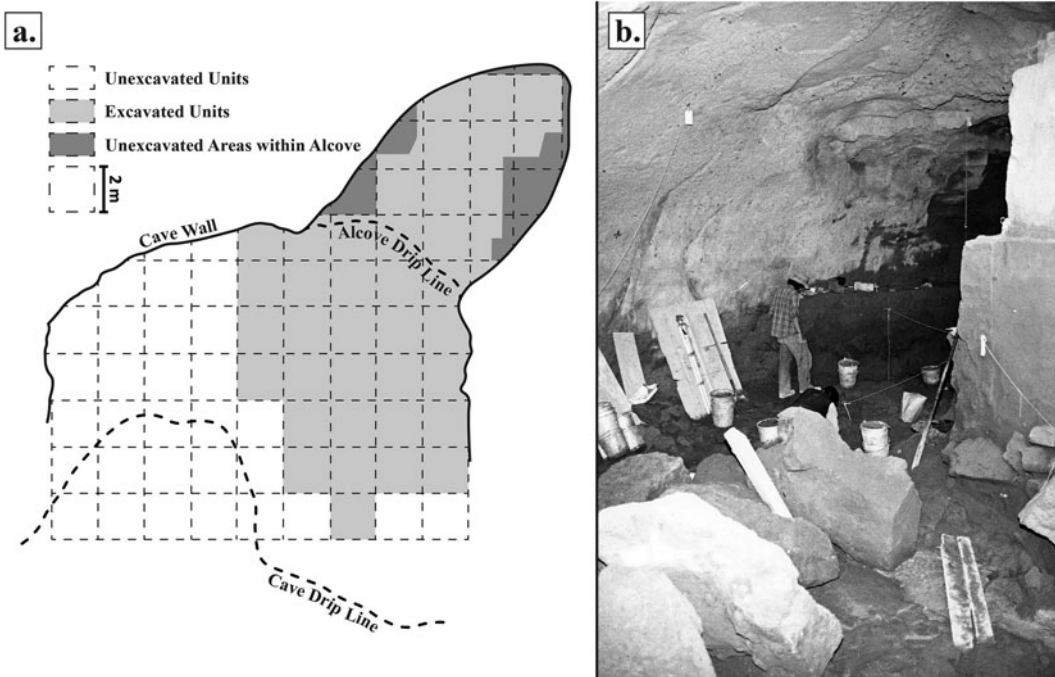 a.
Unexcavated Units
Excavated Units
Unexcavated Areas within Alcove
2 m
Cave Wall
Alcove Drip Line
Cave Drip Line
b.